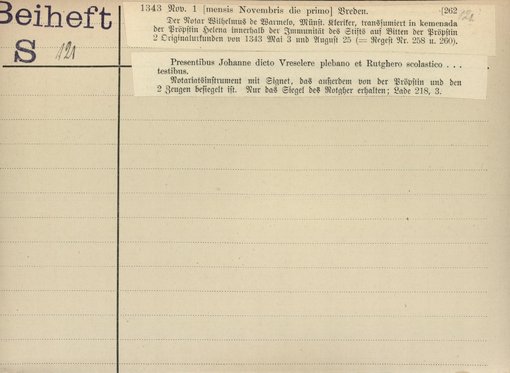 Beiheft
S 121
1343 Nov. 1 [mensis Novembris die primo] Vreden. [262
Der Notar Wilhelmus de Warmelo, Münst. Kleriker, transsumiert in kemenada
der Pröpstin Helena innerhalb der Immunität des Stifts auf Bitten der Pröpstin
2 Originalurkunden von 1343 Mai 3 und August 25 (= Regest Nr. 258 u. 260).
Presentibus Johanne dicto Vreselere plebano et Rutghero scolastico . . .
testibus.
Notariatsinstrument mit Signet, das außerdem von der Pröpstin und den
2 Zeugen besiegelt ist. Nur das Siegel des Rotgher erhalten; Lade 218, 3.